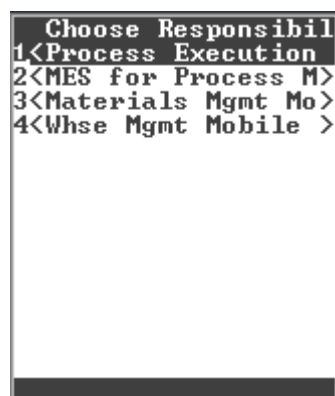 Choose Responsibil
1<Process Execution
2<MES for Process M>
3<Materials Mgmt Mo>
4<Whse Mgmt Mobile >